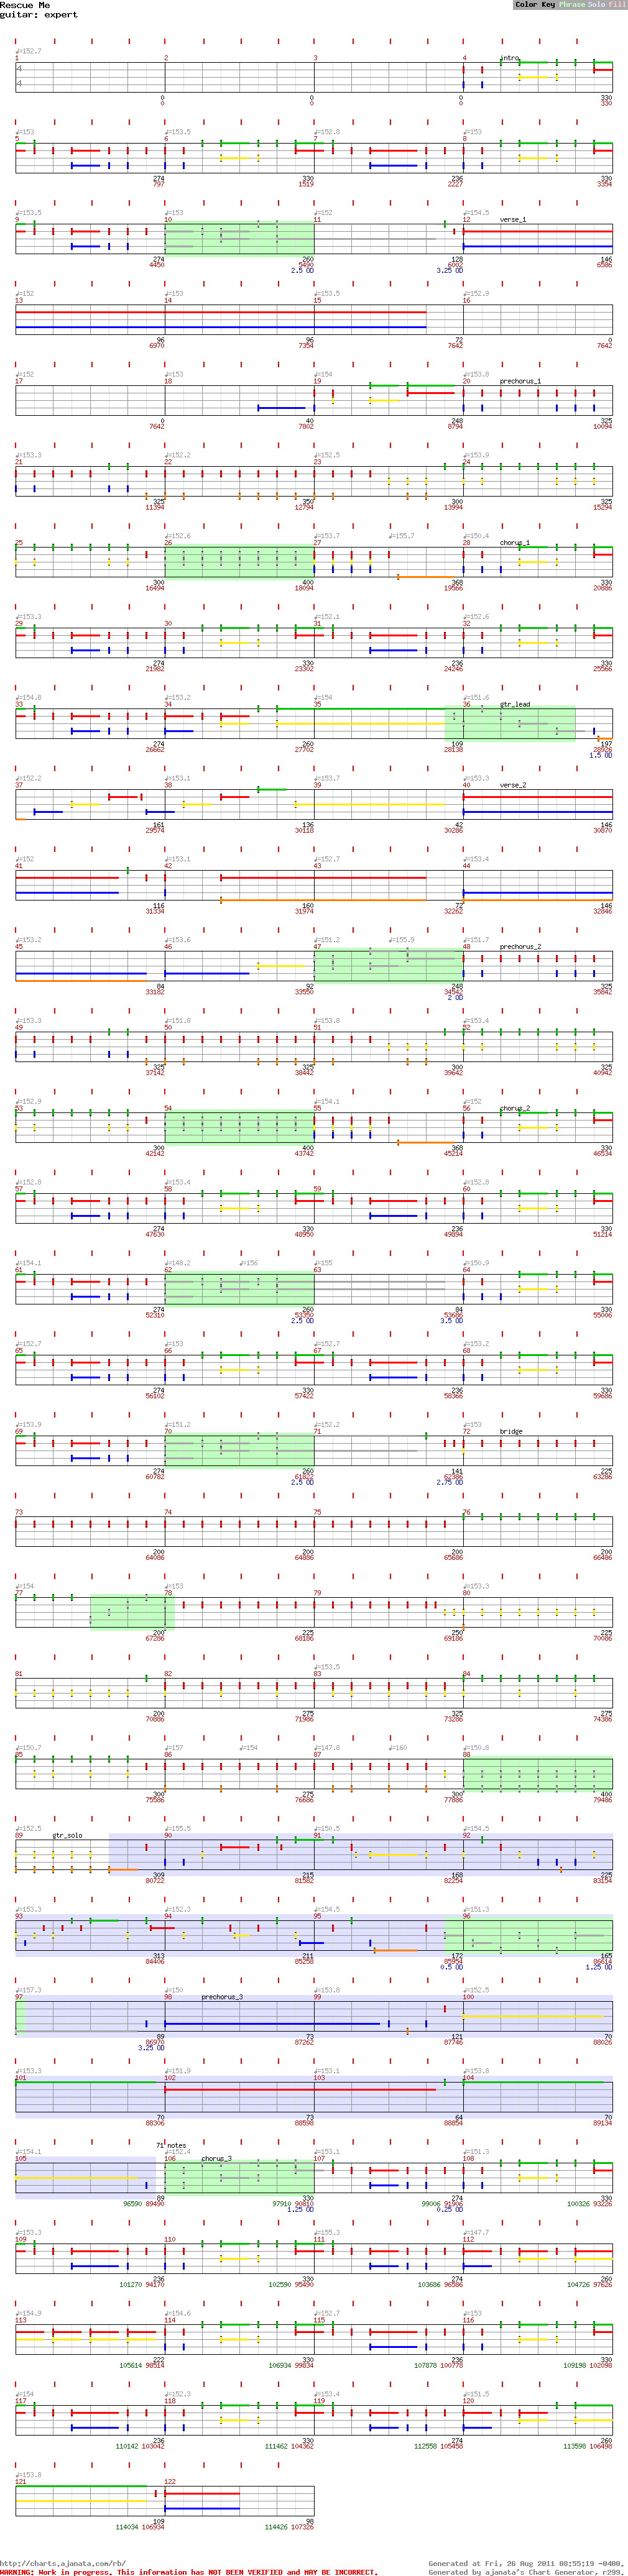 Rescue Me
Color Key Phrase Solo Fill
guitar: expert
♩=152.7
1 2 3 4 intro
0 0 0 330
0 0 0 330
♩=153 ♩=153.5 ♩=152.8 ♩=153
5 6 7 8
274 330 236 330
797 1519 2227 3354
♩=153.5 ♩=153 ♩=152 ♩=154.5
9 10 11 12 verse_1
274 260 128 146
4450 5490 6002 6586
2.5 OD 3.25 OD
♩=152 ♩=153 ♩=153.5 ♩=152.9
13 14 15 16
96 96 72 0
6970 7354 7642 7642
♩=152 ♩=153 ♩=154 ♩=153.8
17 18 19 20 prechorus_1
0 40 248 325
7642 7802 8794 10094
♩=153.3 ♩=152.2 ♩=152.5 ♩=153.9
21 22 23 24
325 350 300 325
11394 12794 13994 15294
♩=152.6 ♩=153.7 ♩=155.7 ♩=150.4
25 26 27 28 chorus_1
300 400 368 330
16494 18094 19566 20886
♩=153.3 ♩=152.1 ♩=152.6
29 30 31 32
274 330 236 330
21982 23302 24246 25566
♩=154.8 ♩=153.2 ♩=154 ♩=151.6
33 34 35 36 gtr_lead
274 260 109 197
26662 27702 28138 28926
1.5 OD
♩=152.2 ♩=153.1 ♩=153.7 ♩=153.3
37 38 39 40 verse_2
161 136 42 146
29574 30118 30286 30870
♩=152 ♩=153.1 ♩=152.7 ♩=153.4
41 42 43 44
116 160 72 146
31334 31974 32262 32846
♩=153.2 ♩=153.6 ♩=151.2 ♩=155.9 ♩=151.7
45 46 47 48 prechorus_2
84 92 248 325
33182 33550 34542 35842
2 OD
♩=153.3 ♩=151.8 ♩=153.8 ♩=153.4
49 50 51 52
325 325 300 325
37142 38442 39642 40942
♩=152.9 ♩=154.1 ♩=152
53 54 55 56 chorus_2
300 400 368 330
42142 43742 45214 46534
♩=152.8 ♩=153.4 ♩=152.8
57 58 59 60
274 330 236 330
47630 48950 49894 51214
♩=154.1 ♩=148.2 ♩=156 ♩=155 ♩=150.9
61 62 63 64
274 260 84 330
52310 53350 53686 55006
2.5 OD 3.5 OD
♩=152.7 ♩=153 ♩=152.7 ♩=153.2
65 66 67 68
274 330 236 330
56102 57422 58366 59686
♩=153.9 ♩=151.2 ♩=152.2 ♩=153
69 70 71 72 bridge
274 260 141 225
60782 61822 62386 63286
2.5 OD 2.75 OD
73 74 75 76
200 200 200 200
64086 64886 65686 66486
♩=154 ♩=153 ♩=153.3
77 78 79 80
200 225 250 225
67286 68186 69186 70086
♩=153.5
81 82 83 84
200 275 325 275
70886 71986 73286 74386
♩=150.7 ♩=157 ♩=154 ♩=147.8 ♩=160 ♩=150.8
85 86 87 88
300 275 300 400
75586 76686 77886 79486
♩=152.5 ♩=155.5 ♩=150.5 ♩=154.5
89 gtr_solo 90 91 92
309 215 168 225
80722 81582 82254 83154
♩=153.3 ♩=152.3 ♩=154.5 ♩=151.3
93 94 95 96
313 211 172 165
84406 85258 85954 86614
0.5 OD 1.25 OD
♩=157.3 ♩=150 ♩=153.8 ♩=152.5
97 98 prechorus_3 99 100
89 73 121 70
86970 87262 87746 88026
3.25 OD
♩=153.3 ♩=151.9 ♩=153.1 ♩=153.8
101 102 103 104
70 73 64 70
88306 88598 88854 89134
71 notes
♩=154.1 ♩=152.4 ♩=153.1 ♩=151.3
105 106 chorus_3 107 108
89 330 274 330
96590 89490 97910 90810 99006 91906 100326 93226
1.25 OD 0.25 OD
♩=153.3 ♩=155.3 ♩=147.7
109 110 111 112
236 330 274 260
101270 94170 102590 95490 103686 96586 104726 97626
♩=154.9 ♩=154.6 ♩=152.7 ♩=153
113 114 115 116
222 330 236 330
105614 98514 106934 99834 107878 100778 109198 102098
♩=154 ♩=152.3 ♩=153.4 ♩=151.5
117 118 119 120
236 330 274 260
110142 103042 111462 104362 112558 105458 113598 106498
♩=153.8
121 122
109 98
114034 106934 114426 107326
http://charts.ajanata.com/rb/
Generated at Fri, 26 Aug 2011 08:55:19 -0400.
WARNING: Work in progress. This information has NOT BEEN VERIFIED and MAY BE INCORRECT.
Generated by ajanata's Chart Generator, r299.